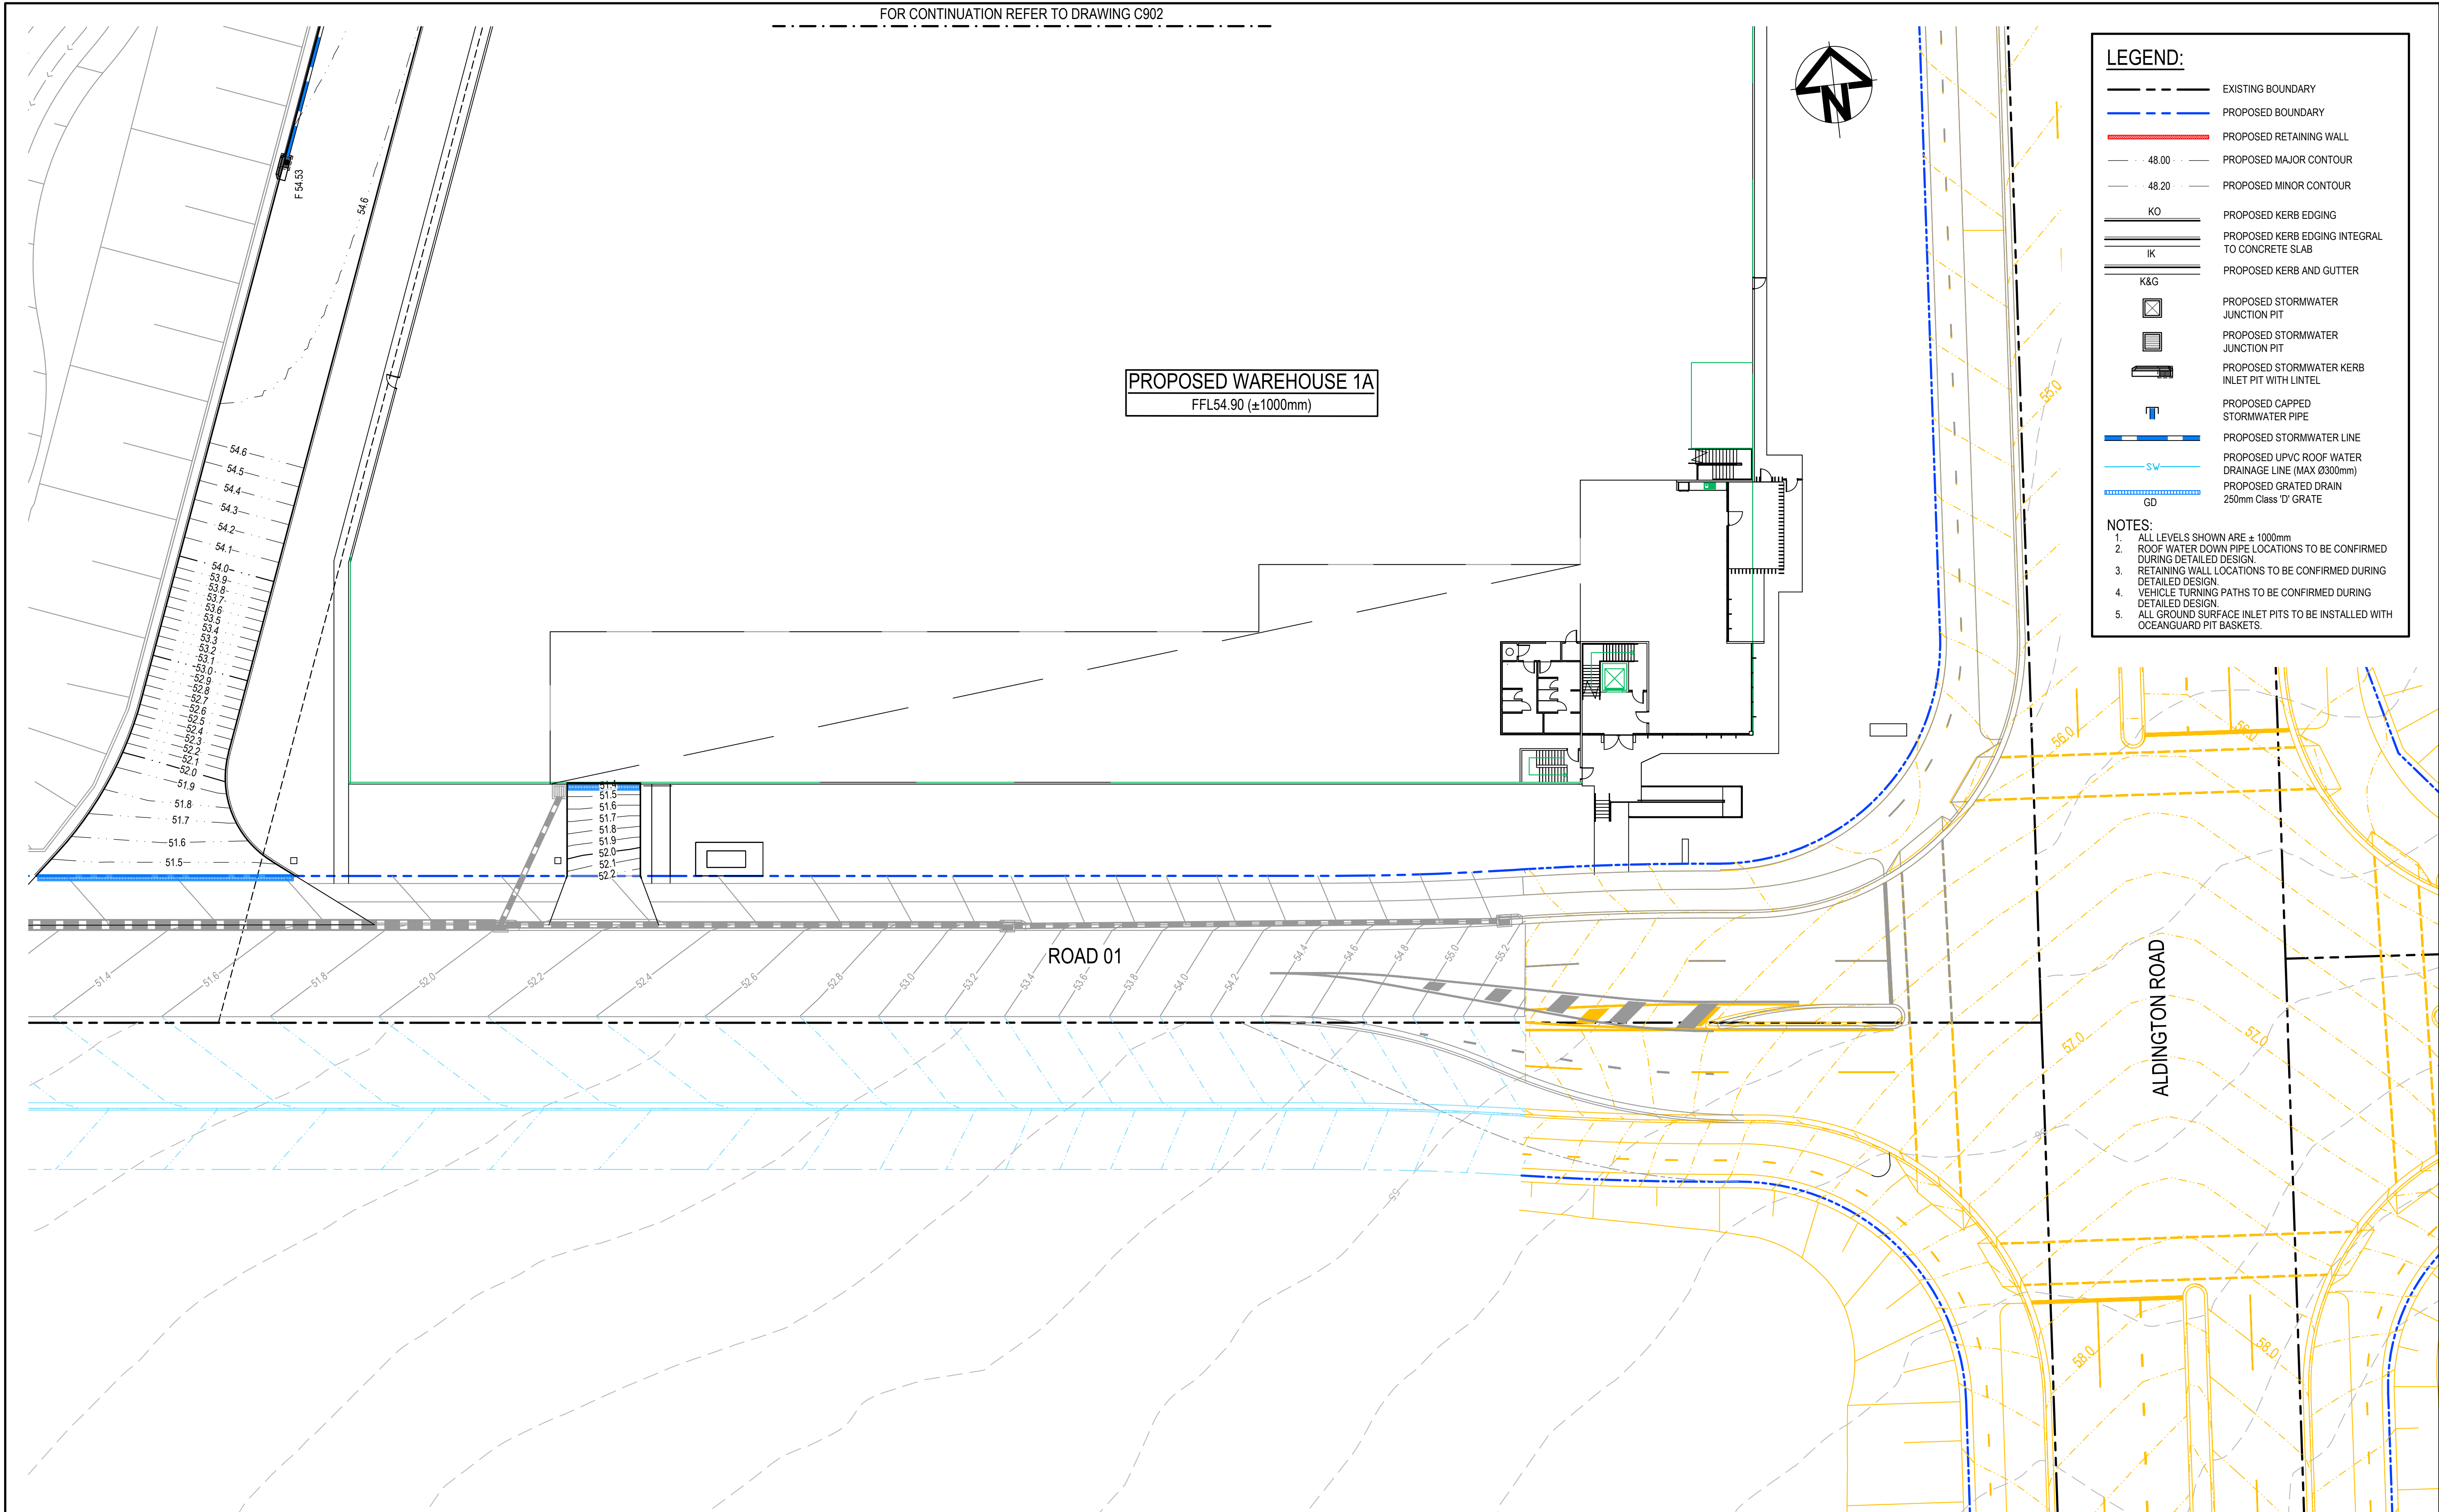 FOR CONTINUATION REFER TO DRAWING C902
LEGEND:
EXISTING BOUNDARY
PROPOSED BOUNDARY
PROPOSED RETAINING WALL
48.00
PROPOSED MAJOR CONTOUR
48.20
PROPOSED MINOR CONTOUR
KO
PROPOSED KERB EDGING
PROPOSED KERB EDGING INTEGRAL
TO CONCRETE SLAB
IK
PROPOSED KERB AND GUTTER
K&G
PROPOSED STORMWATER
JUNCTION PIT
PROPOSED STORMWATER
JUNCTION PIT
PROPOSED STORMWATER KERB
INLET PIT WITH LINTEL
PROPOSED CAPPED
STORMWATER PIPE
PROPOSED STORMWATER LINE
SW
PROPOSED UPVC ROOF WATER
DRAINAGE LINE (MAX Ø300mm)
PROPOSED GRATED DRAIN
250mm Class 'D' GRATE
GD
NOTES:
1. ALL LEVELS SHOWN ARE ± 1000mm
2. ROOF WATER DOWN PIPE LOCATIONS TO BE CONFIRMED
DURING DETAILED DESIGN.
3. RETAINING WALL LOCATIONS TO BE CONFIRMED DURING
DETAILED DESIGN.
4. VEHICLE TURNING PATHS TO BE CONFIRMED DURING
DETAILED DESIGN.
5. ALL GROUND SURFACE INLET PITS TO BE INSTALLED WITH
OCEANGUARD PIT BASKETS.
N
F 54.53
54.6
PROPOSED WAREHOUSE 1A
FFL54.90 (±1000mm)
54.6
54.5
54.4
54.3
54.2
54.1
54.0
53.9
53.8
53.7
53.6
53.5
53.4
53.3
53.2
53.1
53.0
52.9
52.8
52.7
52.6
52.5
52.4
52.3
52.2
52.1
52.0
51.9
51.8
51.7
51.6
51.5
51.4
51.5
51.6
51.7
51.8
51.9
52.0
52.1
52.2
ROAD 01
51.4
51.6
51.8
52.0
52.2
52.4
52.6
52.8
53.0
53.2
53.4
53.6
53.8
54.0
54.2
54.4
54.6
54.8
55.0
55.2
55.0
56.0
56.0
57.0
57.0
58.0
58.0
55
ALDINGTON ROAD